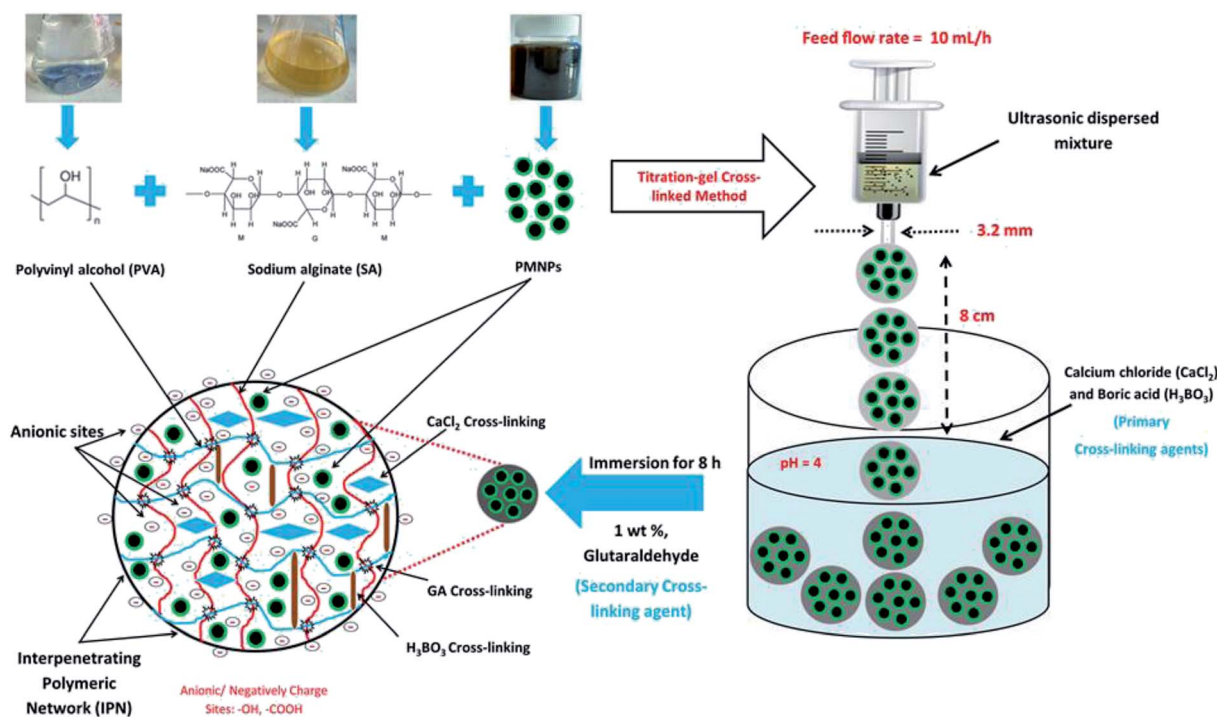 Feed flow rate = 10 mL/h
Ultrasonic dispersed
mixture
Titration-gel Cross-
linked Method
OH
n
NaOOC
H
OH
OH
H
M
NaOOC
G
NaOOC
M
3.2 mm
Polyvinyl alcohol (PVA)
Sodium alginate (SA)
PMNPs
8 cm
Calcium chloride (CaCl₂)
and Boric acid (H₃BO₃)
(Primary
Cross-linking agents)
pH = 4
Anionic sites
CaCl₂ Cross-linking
Immersion for 8 h
1 wt %,
Glutaraldehyde
(Secondary Cross-
linking agent)
GA Cross-linking
H₃BO₃ Cross-linking
Interpenetrating
Polymeric
Network (IPN)
Anionic/ Negatively Charge
Sites: -OH, -COOH